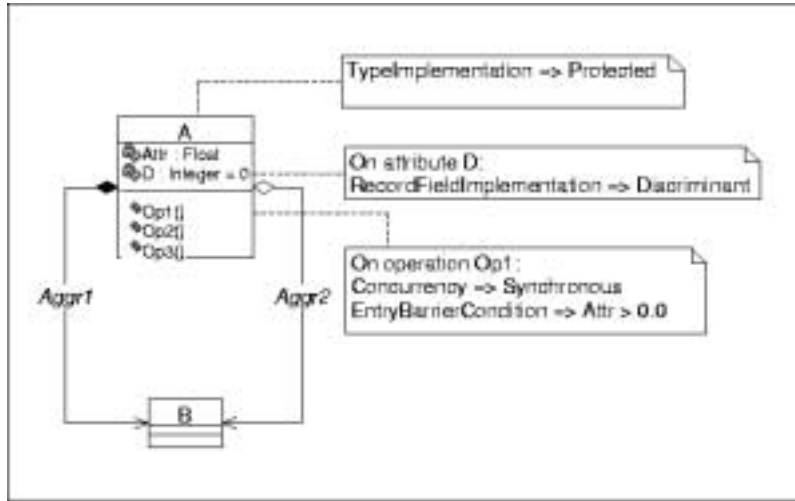 TypeImplementation => Protected
A
Attr : Float
D : Integer = 0
On attribute D:
RecordFieldImplementation => Discriminant
Op1()
Op2()
Op3()
On operation Op1:
Concurrency => Synchronous
EntryBarrierCondition => Attr > 0.0
Aggr1
Aggr2
B